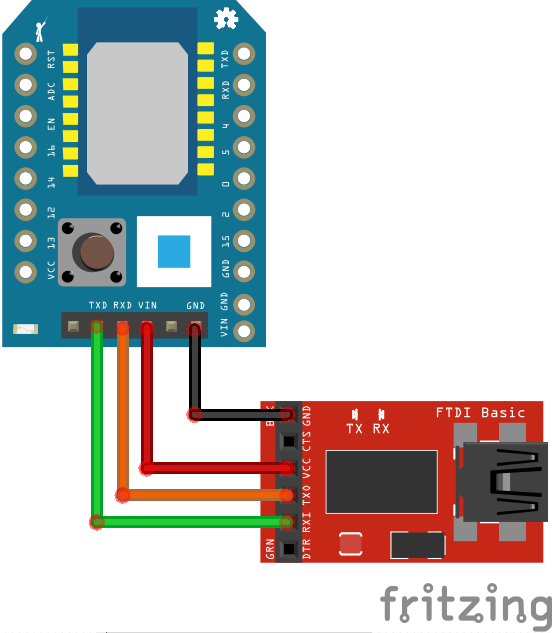 RST
ADC
EN
16
14
12
13
VCC
TXD
RXD
4
5
0
2
15
GND
GND
VIN
TXD RXD VIN GND
FTDI Basic
TX RX
GND
CTS
VCC
TXO
RXI
DTR
GRN
fritzing